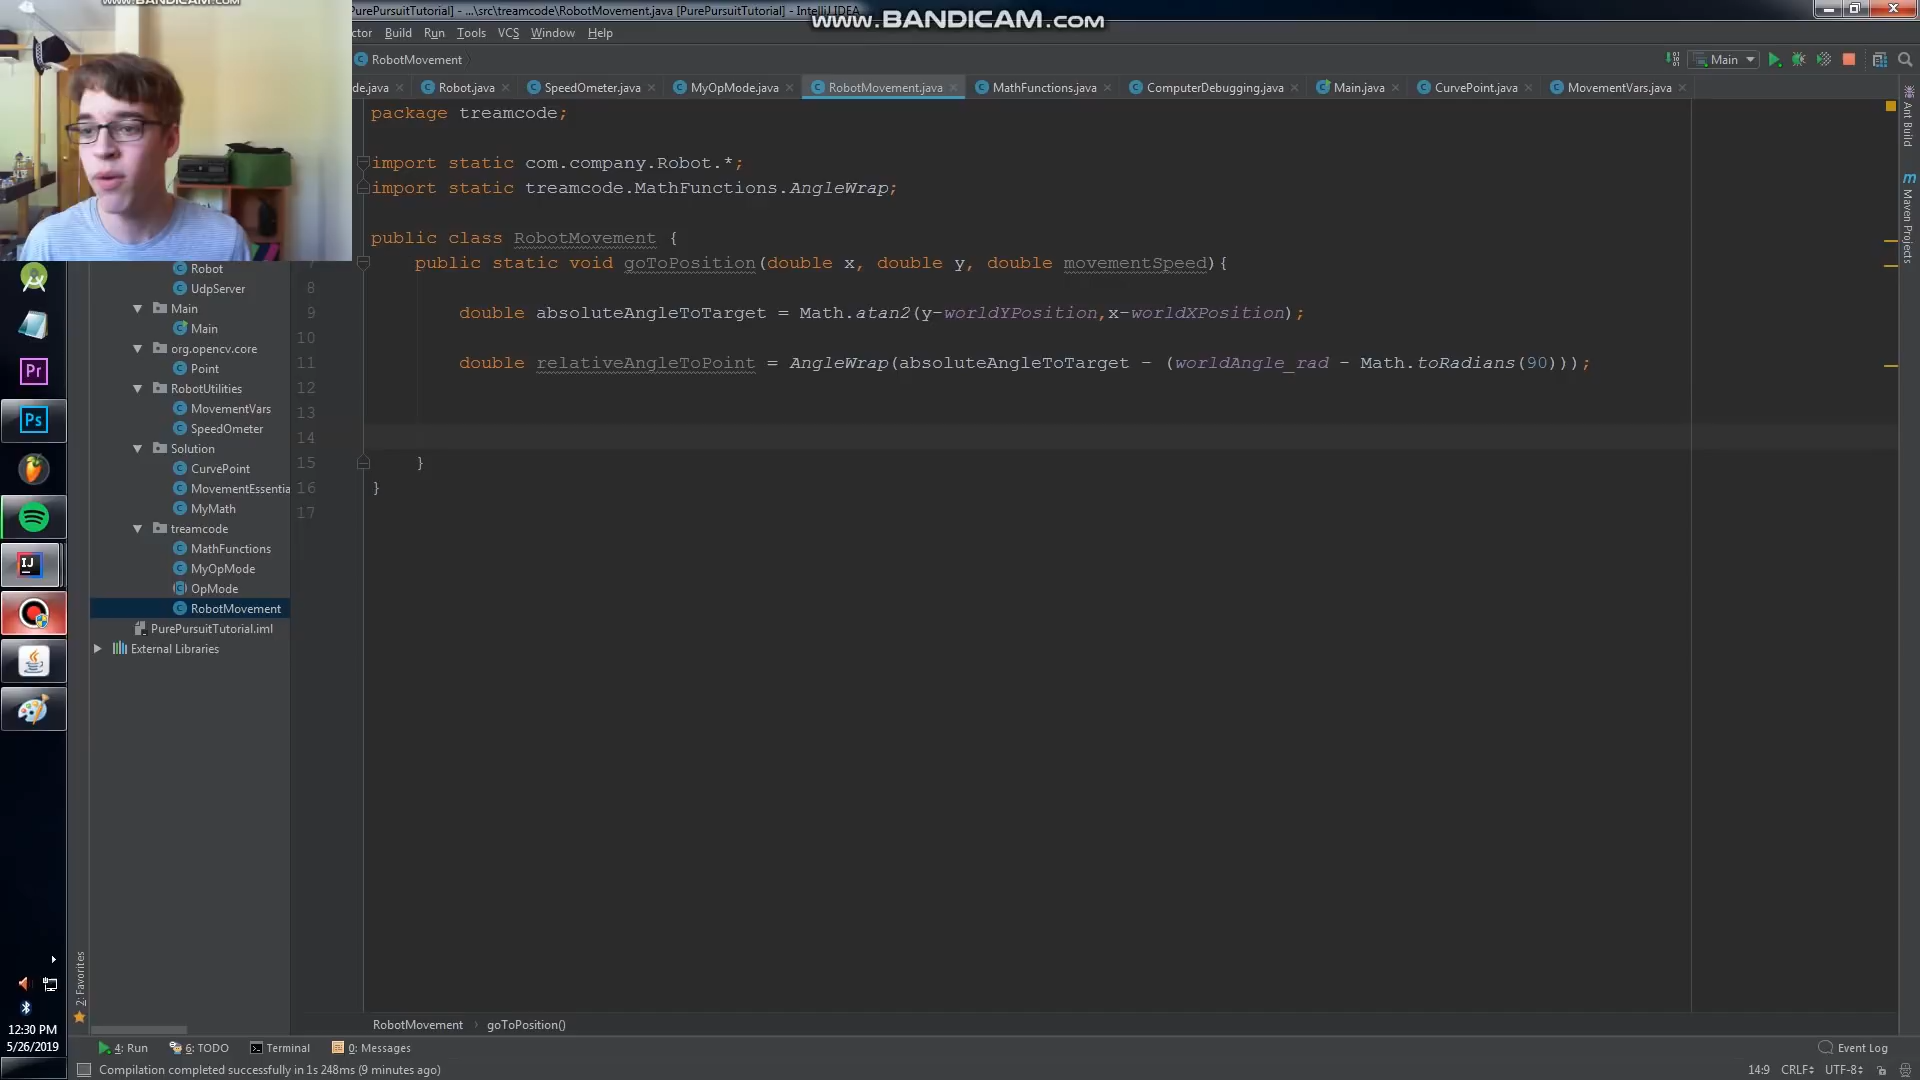 www.BANDICAM.com
PurePursuitTutorial] - ...\src\treamcode\RobotMovement.java [PurePursuitTutorial] - IntelliJ IDEA
www.BANDICAM.com
ctor Build Run Tools VCS Window Help
RobotMovement
Main
de.java Robot.java SpeedOmeter.java MyOpMode.java RobotMovement.java MathFunctions.java ComputerDebugging.java Main.java CurvePoint.java MovementVars.java
package treamcode;
import static com.company.Robot.*;
import static treamcode.MathFunctions.AngleWrap;
public class RobotMovement {
7 public static void goToPosition(double x, double y, double movementSpeed){
8
9 double absoluteAngleToTarget = Math.atan2(y-worldYPosition,x-worldXPosition);
10
11 double relativeAngleToPoint = AngleWrap(absoluteAngleToTarget - (worldAngle_rad - Math.toRadians(90)));
12
13
14
15 }
16 }
17
Robot
UdpServer
Main
Main
org.opencv.core
Point
RobotUtilities
MovementVars
SpeedOmeter
Solution
CurvePoint
MovementEssentia
MyMath
treamcode
MathFunctions
MyOpMode
OpMode
RobotMovement
PurePursuitTutorial.iml
External Libraries
Ant Build
m
Maven Projects
Pr
Ps
IJ
2: Favorites
12:30 PM
5/26/2019
RobotMovement › goToPosition()
4: Run 6: TODO Terminal 0: Messages Event Log
Compilation completed successfully in 1s 248ms (9 minutes ago) 14:9 CRLF UTF-8